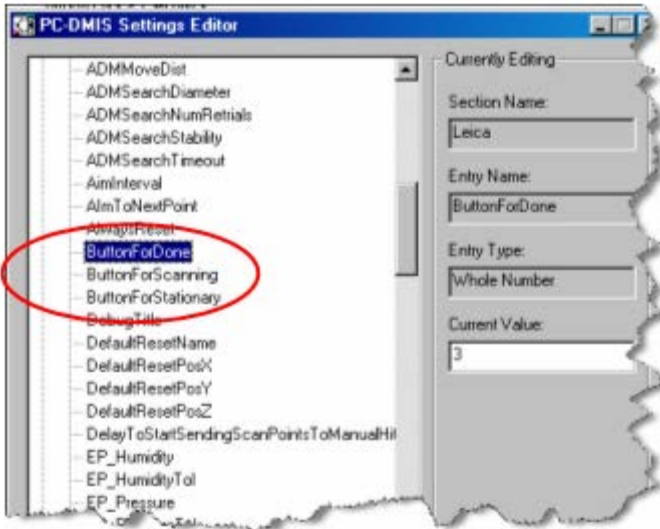 PC-DMIS Settings Editor
ADMMoveDist
ADMSearchDiameter
ADMSearchNumRetrials
ADMSearchStability
ADMSearchTimeout
AimInterval
AimToNextPoint
AlwaysReset
ButtonForDone
ButtonForScanning
ButtonForStationary
DebugTitle
DefaultResetName
DefaultResetPosX
DefaultResetPosY
DefaultResetPosZ
DelayToStartSendingScanPointsToManualHit
EP_Humidity
EP_HumidityTol
EP_Pressure
Currently Editing
Section Name:
Leica
Entry Name:
ButtonForDone
Entry Type:
Whole Number
Current Value:
3